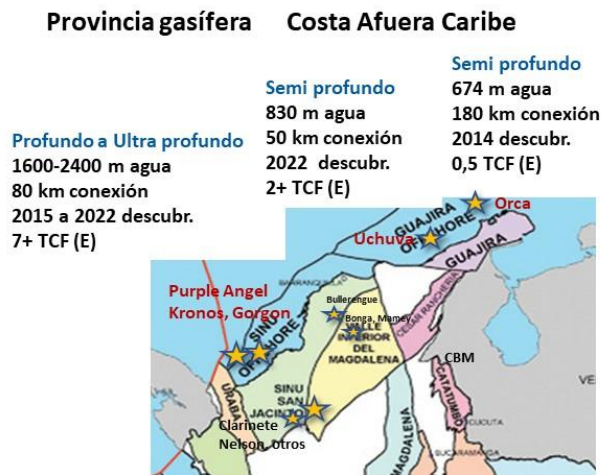 Provincia gasífera Costa Afuera Caribe
Profundo a Ultra profundo
1600-2400 m agua
80 km conexión
2015 a 2022 descubr.
7+ TCF (E)
Semi profundo
830 m agua
50 km conexión
2022 descubr.
2+ TCF (E)
Semi profundo
674 m agua
180 km conexión
2014 descubr.
0,5 TCF (E)
Orca
GUAJIRA
OFFSHORE
Uchuva
GUAJIRA
BARRANQUILLA
Purple Angel
Kronos, Gorgon
SINU
OFFSHORE
Bullerengue
Bonga, Mamey,
VALLE
INFERIOR
DEL
MAGDALENA
CESAR RANCHERIA
CBM
CATATUMBO
VE
URABA
SINU
SAN
JACINTO
Clarinete
Nelson, otros
MAGDALENA
CUCUTA
BUCARAMANGA